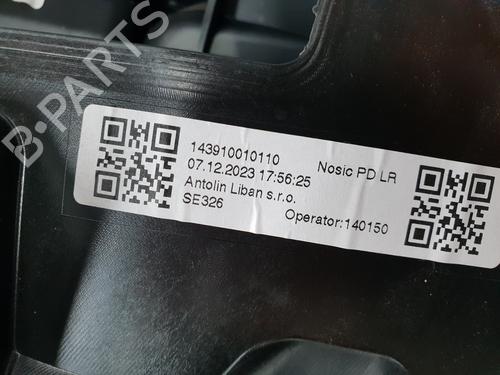 B-PARTS
143910010110 Nosic PD LR
07.12.2023 17:56:25
Antolin Liban s.r.o.
SE326 Operator:140150